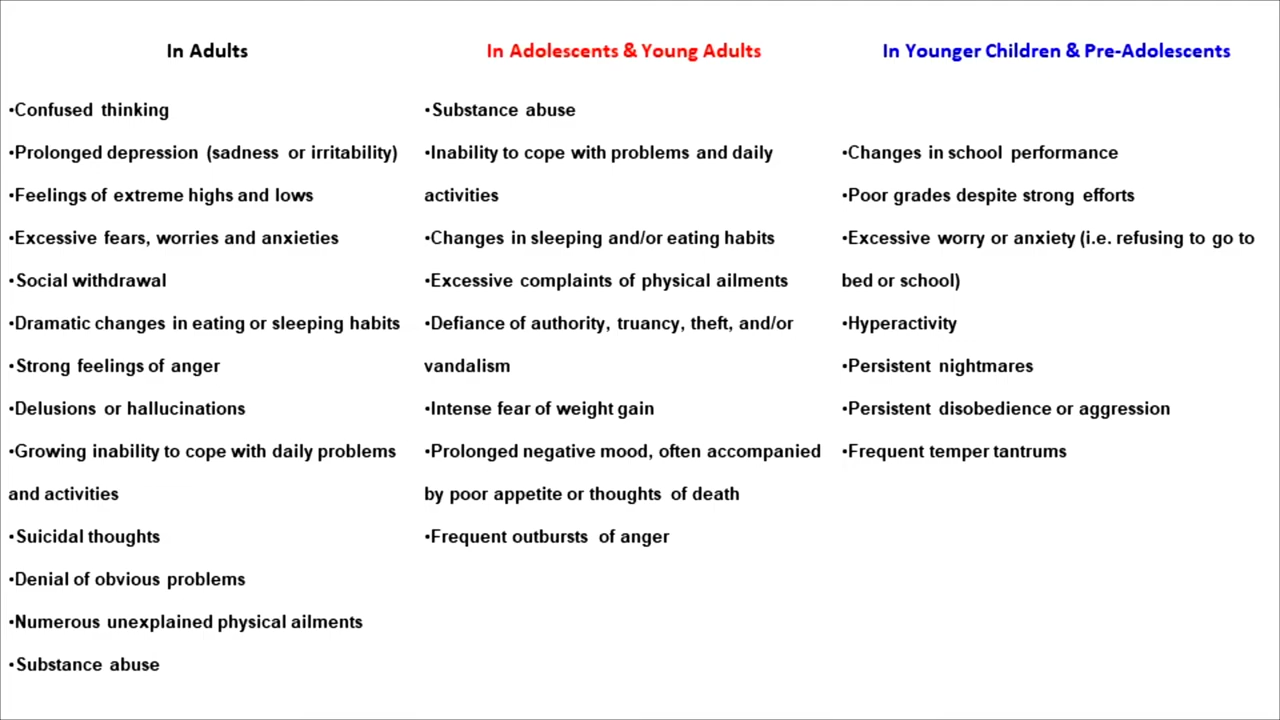 In Adults
•Confused thinking
•Prolonged depression (sadness or irritability)
•Feelings of extreme highs and lows
•Excessive fears, worries and anxieties
•Social withdrawal
•Dramatic changes in eating or sleeping habits
•Strong feelings of anger
•Delusions or hallucinations
•Growing inability to cope with daily problems
and activities
•Suicidal thoughts
•Denial of obvious problems
•Numerous unexplained physical ailments
•Substance abuse
In Adolescents & Young Adults
•Substance abuse
•Inability to cope with problems and daily
activities
•Changes in sleeping and/or eating habits
•Excessive complaints of physical ailments
•Defiance of authority, truancy, theft, and/or
vandalism
•Intense fear of weight gain
•Prolonged negative mood, often accompanied
by poor appetite or thoughts of death
•Frequent outbursts of anger
In Younger Children & Pre-Adolescents
•Changes in school performance
•Poor grades despite strong efforts
•Excessive worry or anxiety (i.e. refusing to go to
bed or school)
•Hyperactivity
•Persistent nightmares
•Persistent disobedience or aggression
•Frequent temper tantrums